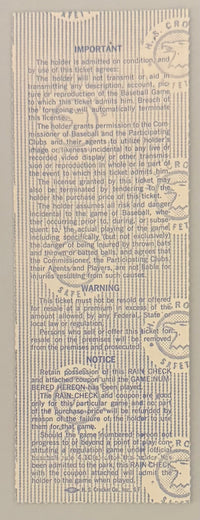 IMPORTANT
The holder is admitted on condition, and
by use of this ticket agrees:
The holder will not transmit or aid in
transmitting any description, account, pic-
ture or reproduction of the Baseball Game
to which this ticket admits him. Breach of
the foregoing will automatically terminate
this license.
The holder grants permission to the Com-
missioner of Baseball and the Participating
Clubs and their agents to utilize holder's
image or likeness incidental to any live or
recorded video display or other transmis-
sion or reproduction in whole or in part of
the event to which this ticket admits him.
The license granted by this ticket may
also be terminated by tendering to the
holder the purchase price of this ticket.
The holder assumes all risk and danger
incidental to the game of Baseball, whe-
ther occurring prior to, during, or subse-
quent to, the actual playing of the game,
including specifically (but not exclusively)
the danger of being injured by thrown bats
and thrown or batted balls, and agrees that
the Commissioner, the Participating Clubs,
their Agents and Players, are not liable for
injuries resulting from such causes.
WARNING
This ticket must not be resold or offered
for resale at a premium in excess of the
amount allowed by any Federal, State or
local law or regulation.
Persons who sell or offer this ticket for
resale on the premises will be removed
from the premises and prosecuted.
NOTICE
Retain possession of this RAIN CHECK
and attached coupon until the GAME NUM-
BERED HEREON has been played.
The RAIN CHECK and coupon are good
only for this particular game and no part
of the purchase price will be refunded by
reason of the failure of the holder to use
them for that game.
Should the game numbered hereon not
progress to or beyond a point of play con-
stituting a regulation game under official
been admitted to the park, this RAIN CHECK
with the coupon attached will admit the
holder to the game when played.
H.S. CRO
SAFET